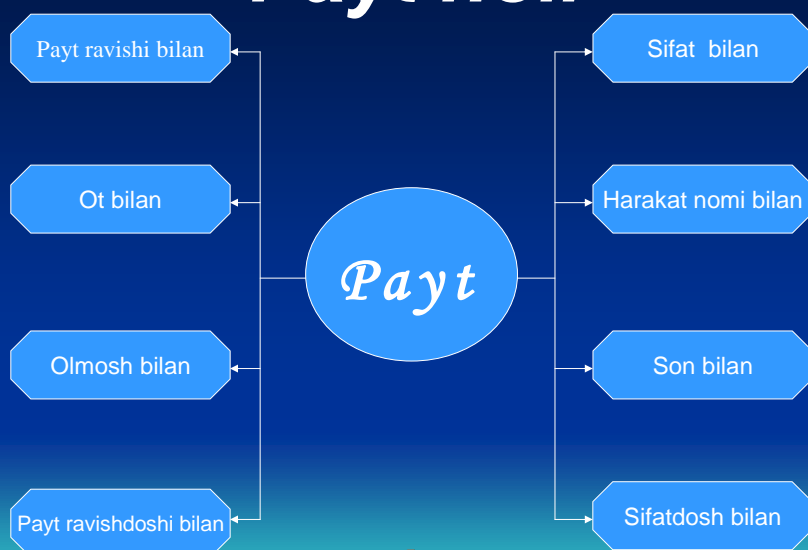 Payt
Payt ravishi bilan
Sifat bilan
Ot bilan
Harakat nomi bilan
Payt
Olmosh bilan
Son bilan
Payt ravishdoshi bilan
Sifatdosh bilan